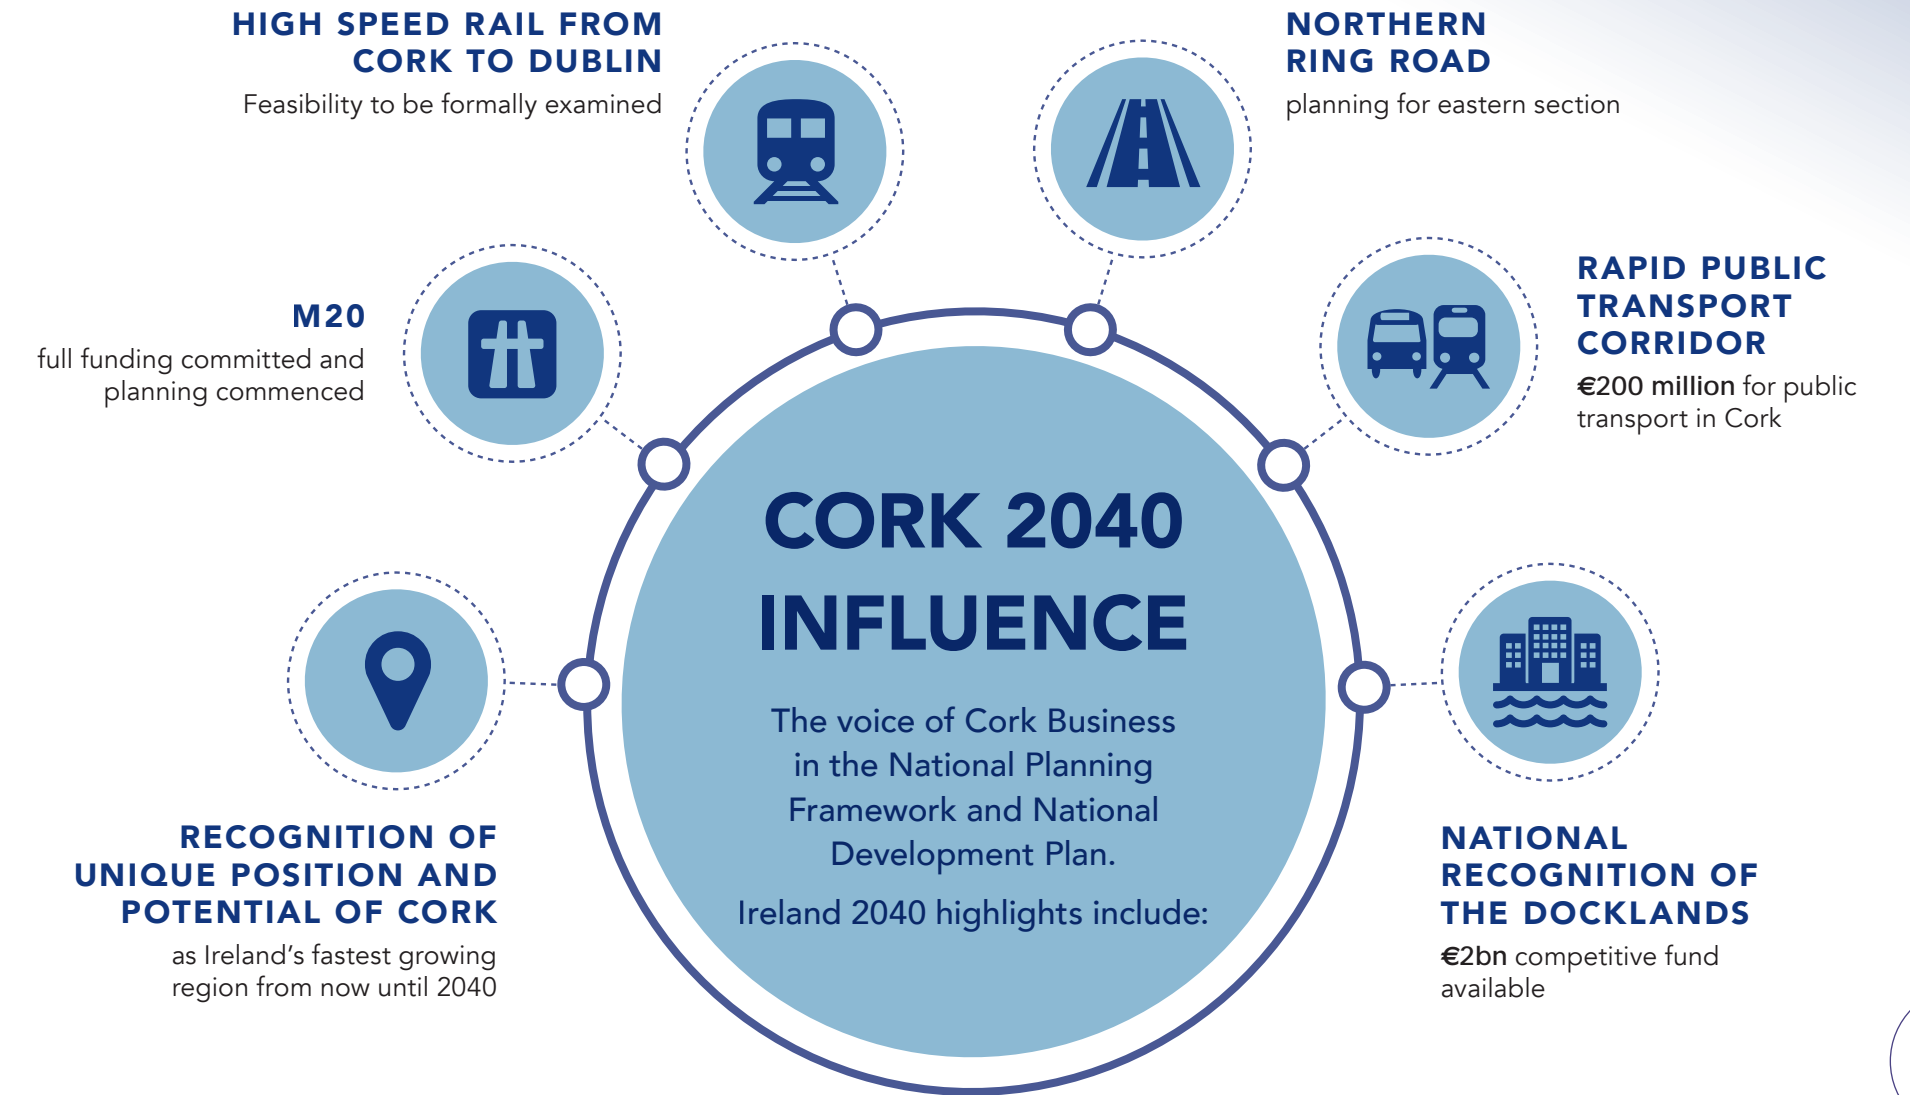 HIGH SPEED RAIL FROM
CORK TO DUBLIN
Feasibility to be formally examined
NORTHERN
RING ROAD
planning for eastern section
M20
full funding committed and
planning commenced
RAPID PUBLIC
TRANSPORT
CORRIDOR
€200 million for public
transport in Cork
CORK 2040
INFLUENCE
The voice of Cork Business
in the National Planning
Framework and National
Development Plan.
Ireland 2040 highlights include:
RECOGNITION OF
UNIQUE POSITION AND
POTENTIAL OF CORK
as Ireland's fastest growing
region from now until 2040
NATIONAL
RECOGNITION OF
THE DOCKLANDS
€2bn competitive fund
available